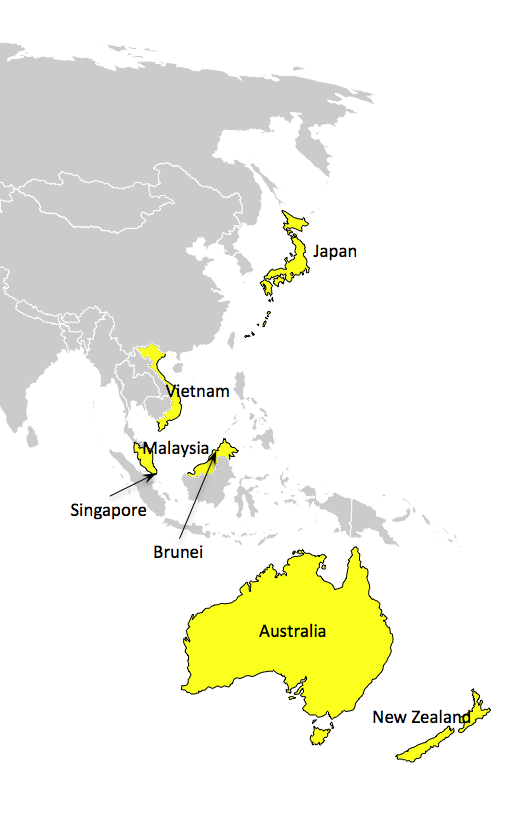 Japan
Vietnam
Malaysia
Singapore
Brunei
Australia
New Zealand